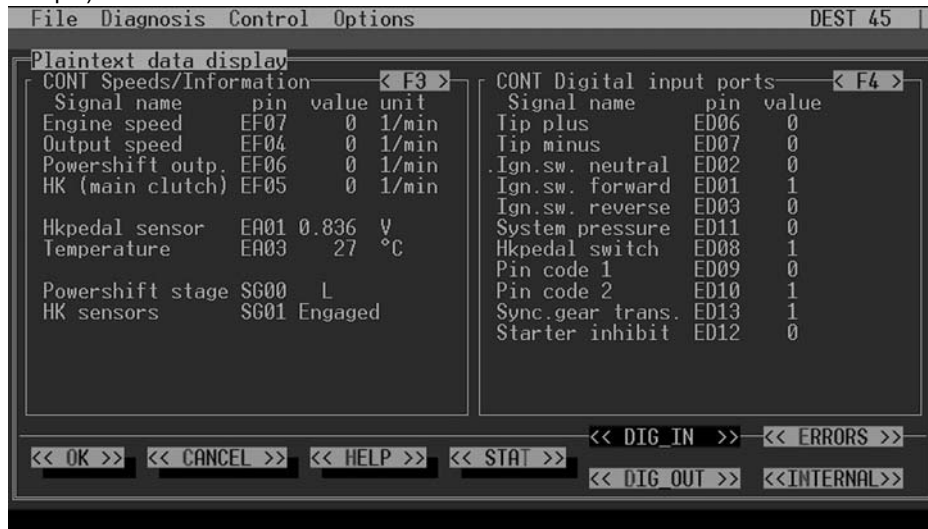 File Diagnosis Control Options DEST 45
Plaintext data display
CONT Speeds/Information < F3 >
Signal name pin value unit
Engine speed EF07 0 1/min
Output speed EF04 0 1/min
Powershift outp. EF06 0 1/min
HK (main clutch) EF05 0 1/min
Hkpedal sensor EA01 0.836 V
Temperature EA03 27 °C
Powershift stage SG00 L
HK sensors SG01 Engaged
CONT Digital input ports < F4 >
Signal name pin value
Tip plus ED06 0
Tip minus ED07 0
.Ign.sw. neutral ED02 0
Ign.sw. forward ED01 1
Ign.sw. reverse ED03 0
System pressure ED11 0
Hkpedal switch ED08 1
Pin code 1 ED09 0
Pin code 2 ED10 1
Sync.gear trans. ED13 1
Starter inhibit ED12 0
<< DIG_IN >> << ERRORS >>
<< OK >> << CANCEL >> << HELP >> << STAT >>
<< DIG_OUT >> <<INTERNAL>>